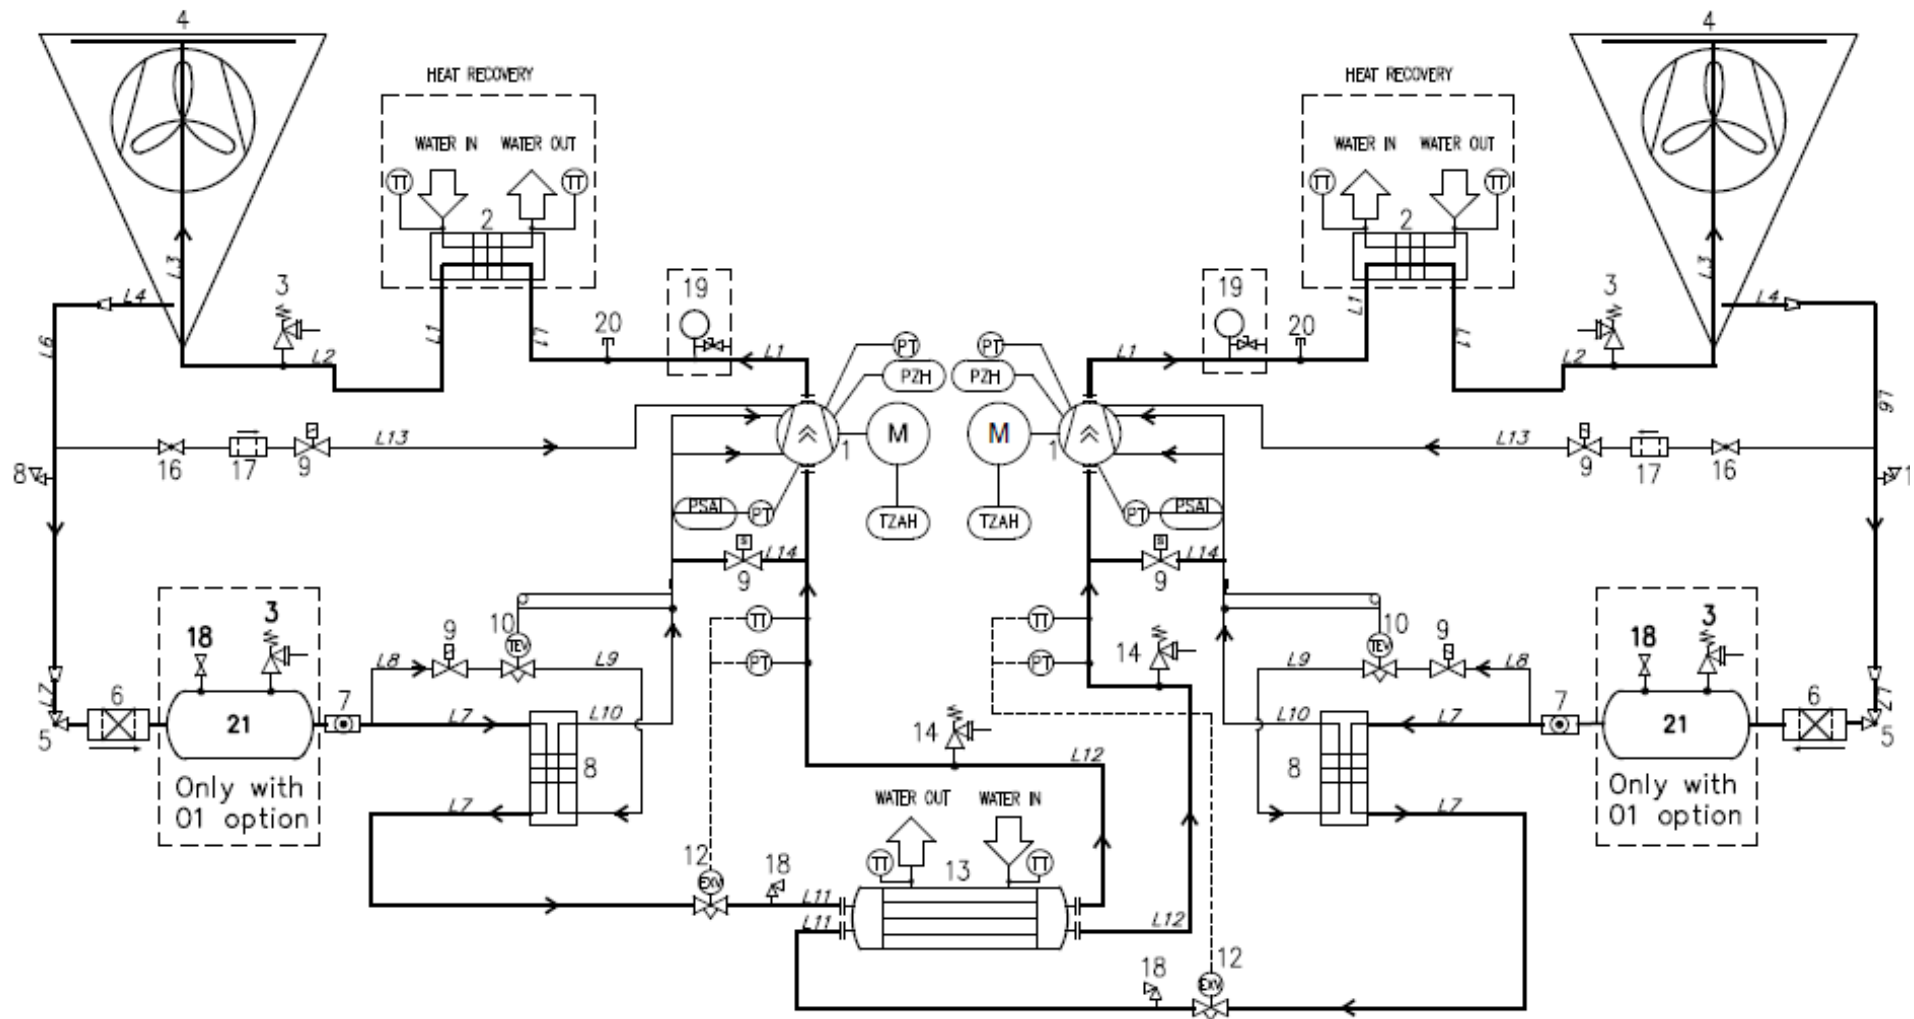 4
4
HEAT RECOVERY
HEAT RECOVERY
WATER IN WATER OUT
WATER IN WATER OUT
TT TT
TT TT
2
2
L3
L3
L4
L4
3
3
19
19
20
20
L6
L6
L1
L1
L1
L1
L1
L1
L2
L2
PT
PT
PZH
PZH
M
M
1
1
L13
L13
16 17 9
9 17 16
8
1
PSAL PT
PT PSAL
TZAH
TZAH
L14
L14
9
9
TT
TT
PT
PT
18 3
18 3
10
10
9
9
TEV
TEV
L8
L8
L9
L9
14
14
L7
L7
5
5
6
6
21
21
7
7
L7
L7
L10
L10
8
8
Only with
01 option
Only with
01 option
L7
L7
L12
L12
WATER OUT WATER IN
TT TT
13
12
12
EXV
EXV
18
18
L11
L11